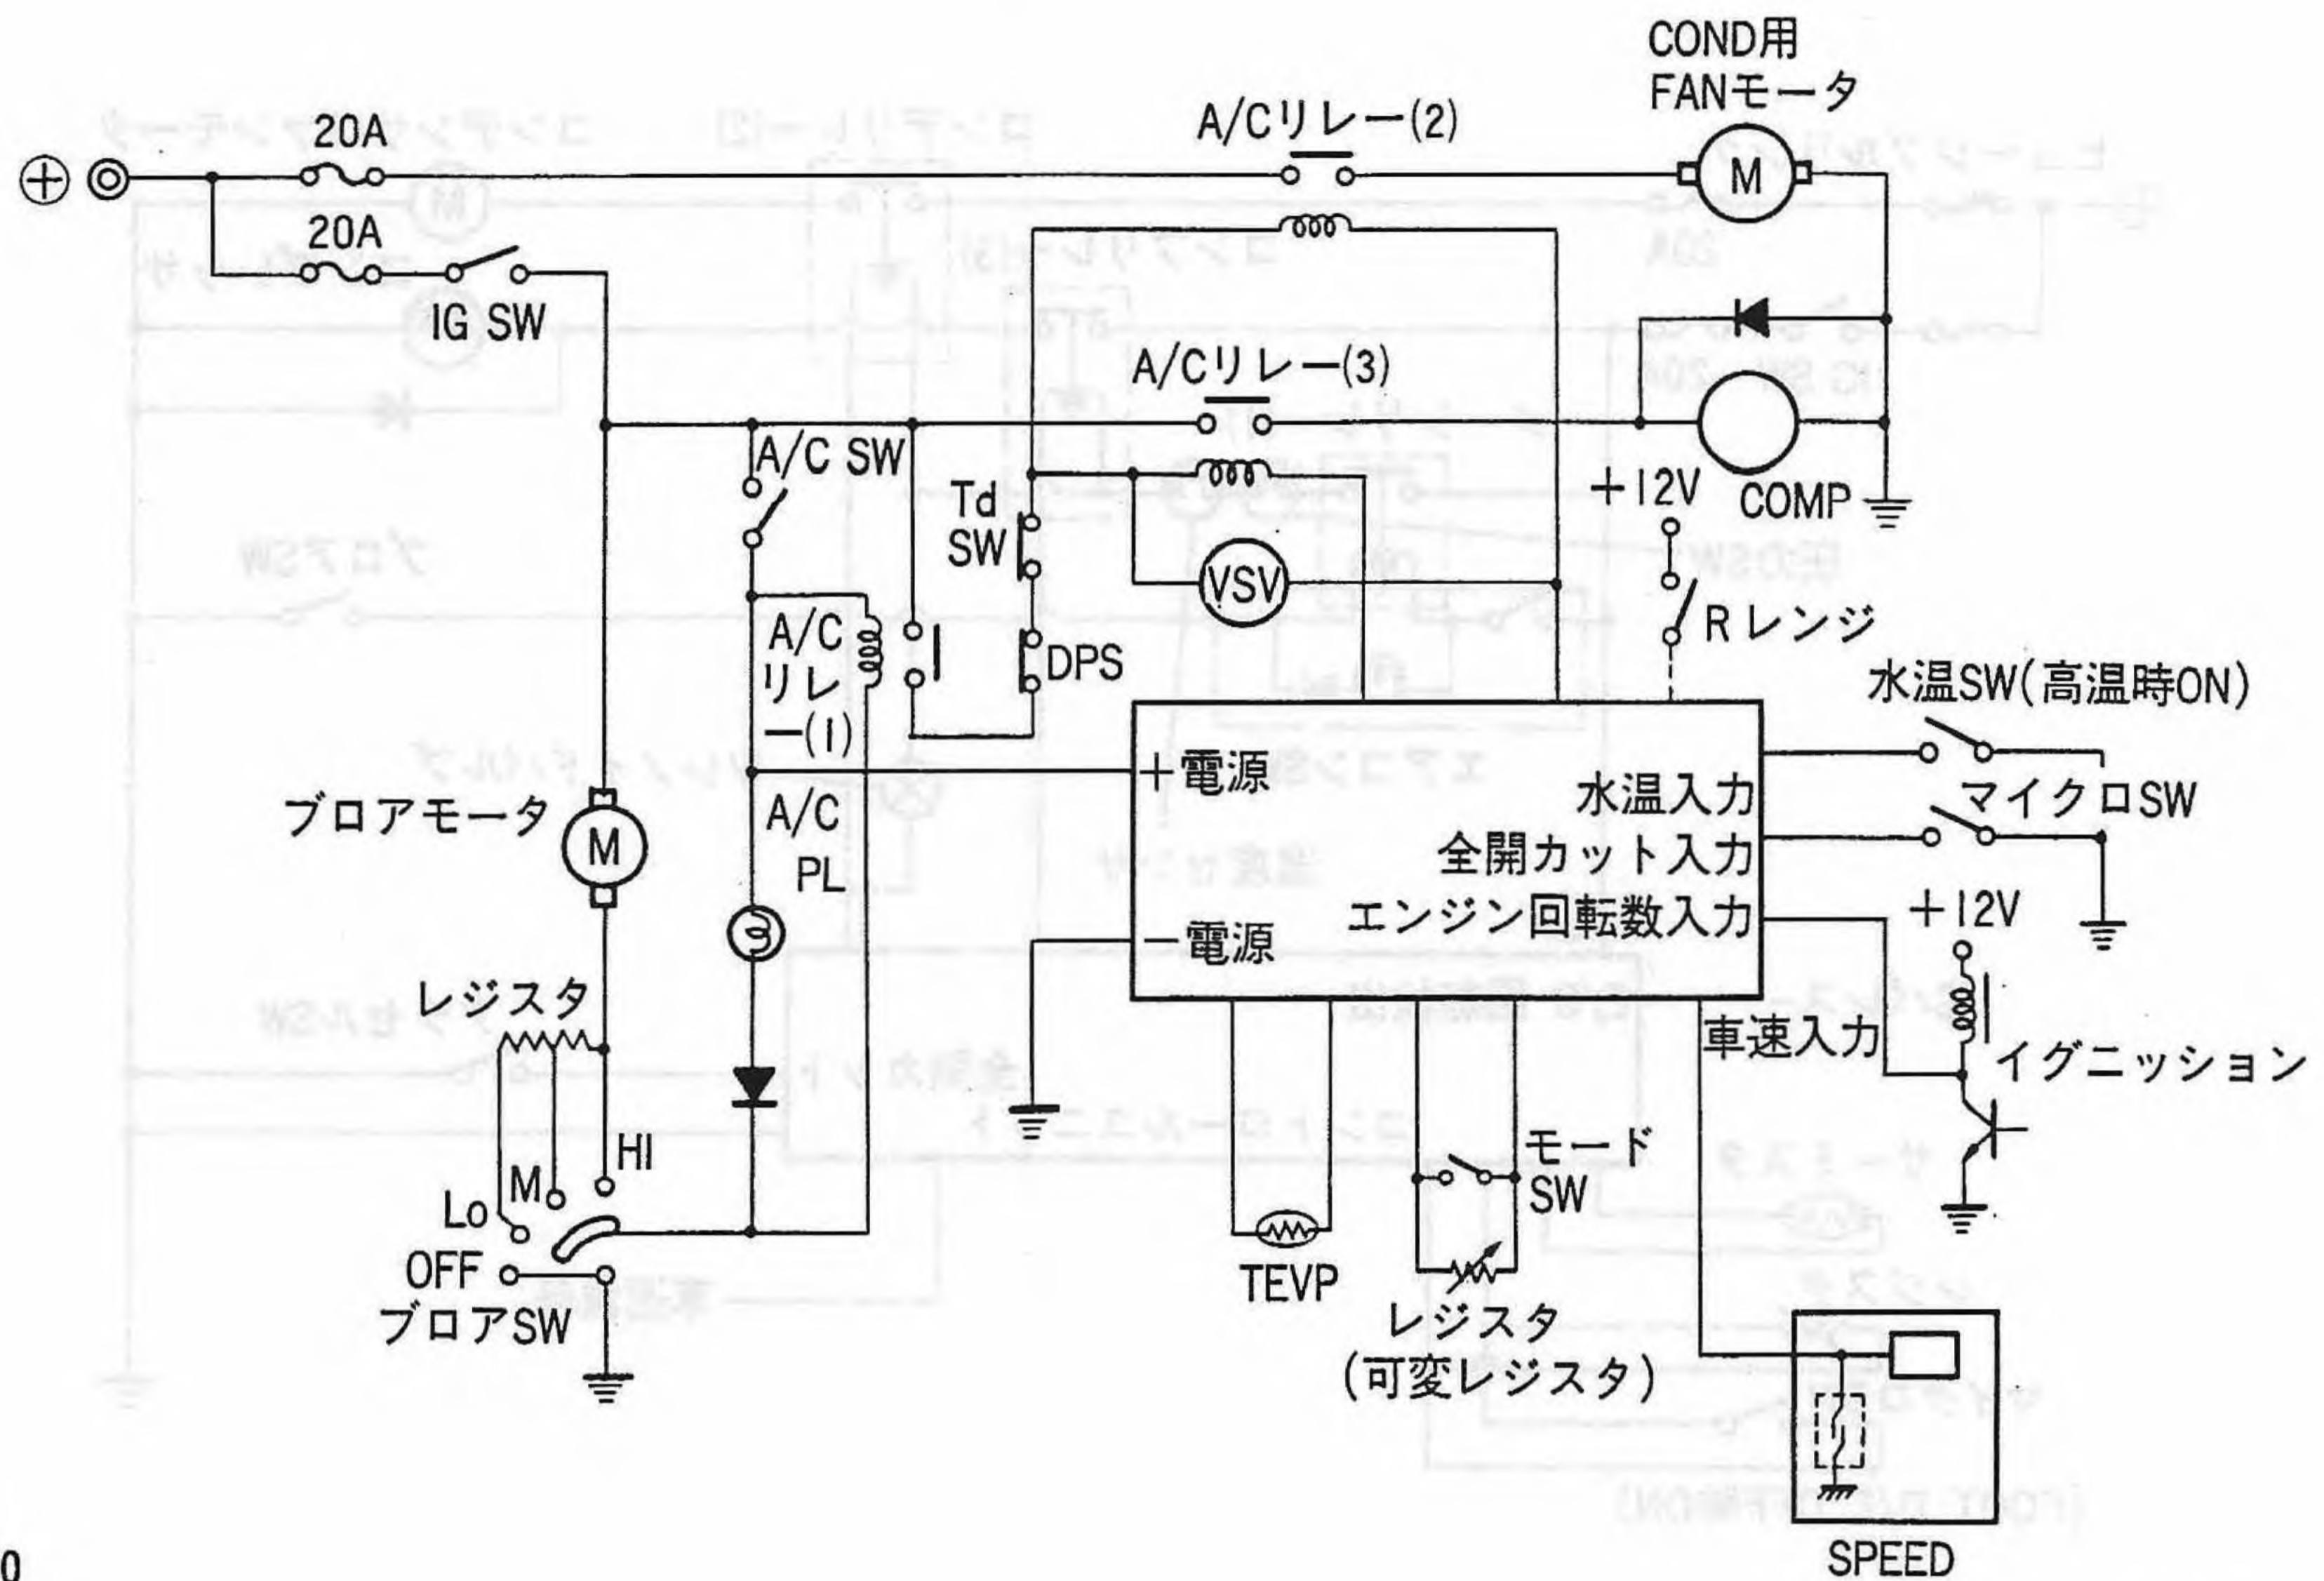 COND用
FANモータ
A/Cリレー(2)
20A
M
⊕
20A
IG SW
A/Cリレー(3)
A/C SW
Td
SW
+12V
COMP
VSV
Rレンジ
A/C
リレ
ー(1)
DPS
水温SW(高温時ON)
+電源
水温入力
マイクロSW
ブロアモータ
M
A/C
PL
全開カット入力
エンジン回転数入力
+12V
ー電源
レジスタ
車速入力
イグニッション
HI
M
Lo
モード
SW
OFF
ブロアSW
TEVP
レジスタ
(可変レジスタ)
SPEED
0